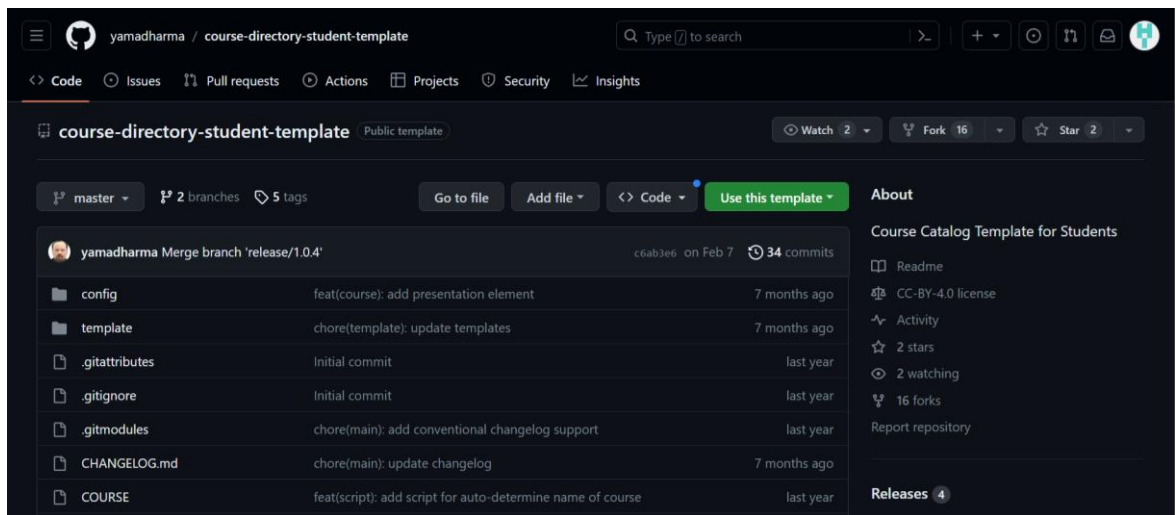 yamadharma / course-directory-student-template
Type / to search
Code Issues Pull requests Actions Projects Security Insights
course-directory-student-template Public template
Watch 2 Fork 16 Star 2
master 2 branches 5 tags Go to file Add file Code Use this template
About
Course Catalog Template for Students
yamadharma Merge branch 'release/1.0.4' c6ab3e6 on Feb 7 34 commits
config feat(course): add presentation element 7 months ago
template chore(template): update templates 7 months ago
.gitattributes Initial commit last year
.gitignore Initial commit last year
.gitmodules chore(main): add conventional changelog support last year
CHANGELOG.md chore(main): update changelog 7 months ago
COURSE feat(script): add script for auto-determine name of course last year
Readme
CC-BY-4.0 license
Activity
2 stars
2 watching
16 forks
Report repository
Releases 4